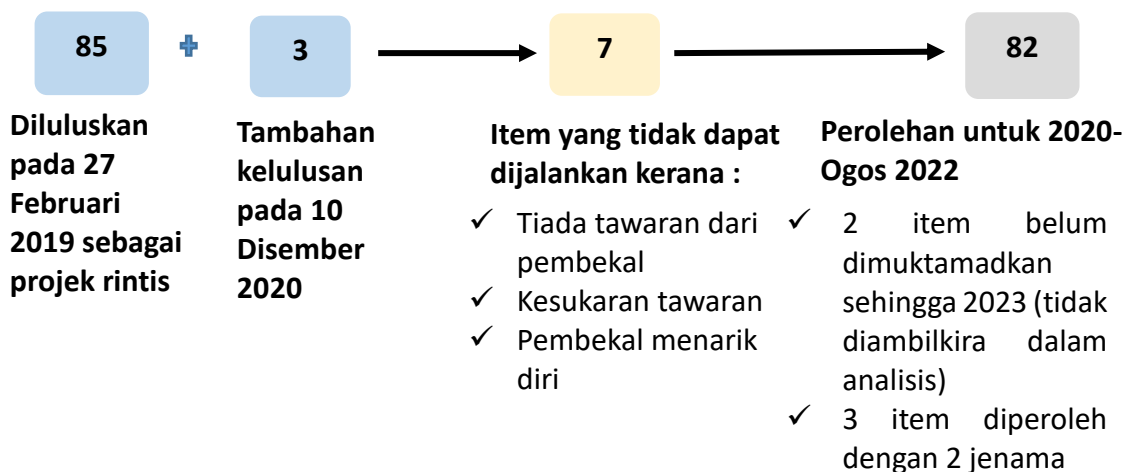 85
3
7
82
Diluluskan
pada 27
Februari
2019 sebagai
projek rintis
Tambahan
kelulusan
pada 10
Disember
2020
Item yang tidak dapat
dijalankan kerana :
✓ Tiada tawaran dari
pembekal
✓ Kesukaran tawaran
✓ Pembekal menarik
diri
Perolehan untuk 2020-
Ogos 2022
✓ 2 item belum
dimuktamadkan
sehingga 2023 (tidak
diambilkira dalam
analisis)
✓ 3 item diperoleh
dengan 2 jenama